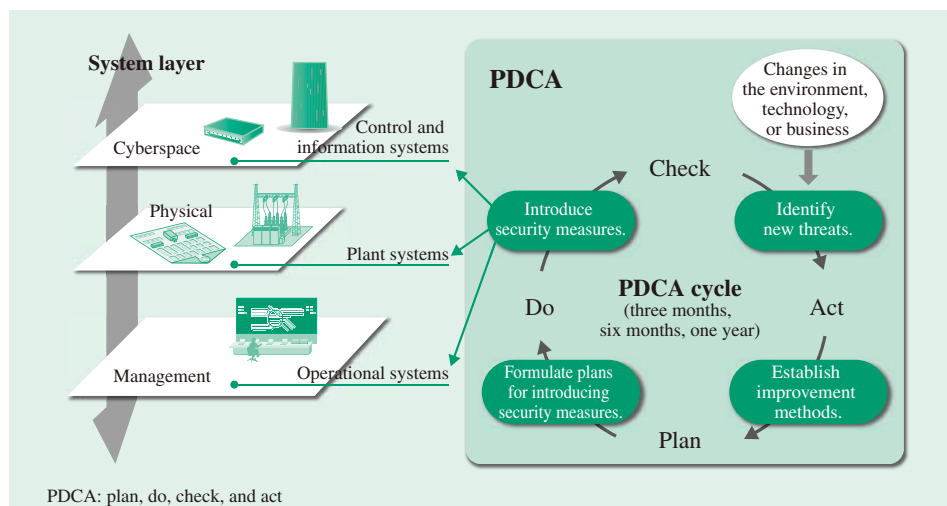 System layer
Cyberspace
Control and
information systems
Physical
Plant systems
Management
Operational systems
PDCA
Changes in
the environment,
technology,
or business
Check
Introduce
security measures.
Identify
new threats.
PDCA cycle
(three months,
six months, one year)
Do
Act
Formulate plans
for introducing
security measures.
Establish
improvement
methods.
Plan
PDCA: plan, do, check, and act